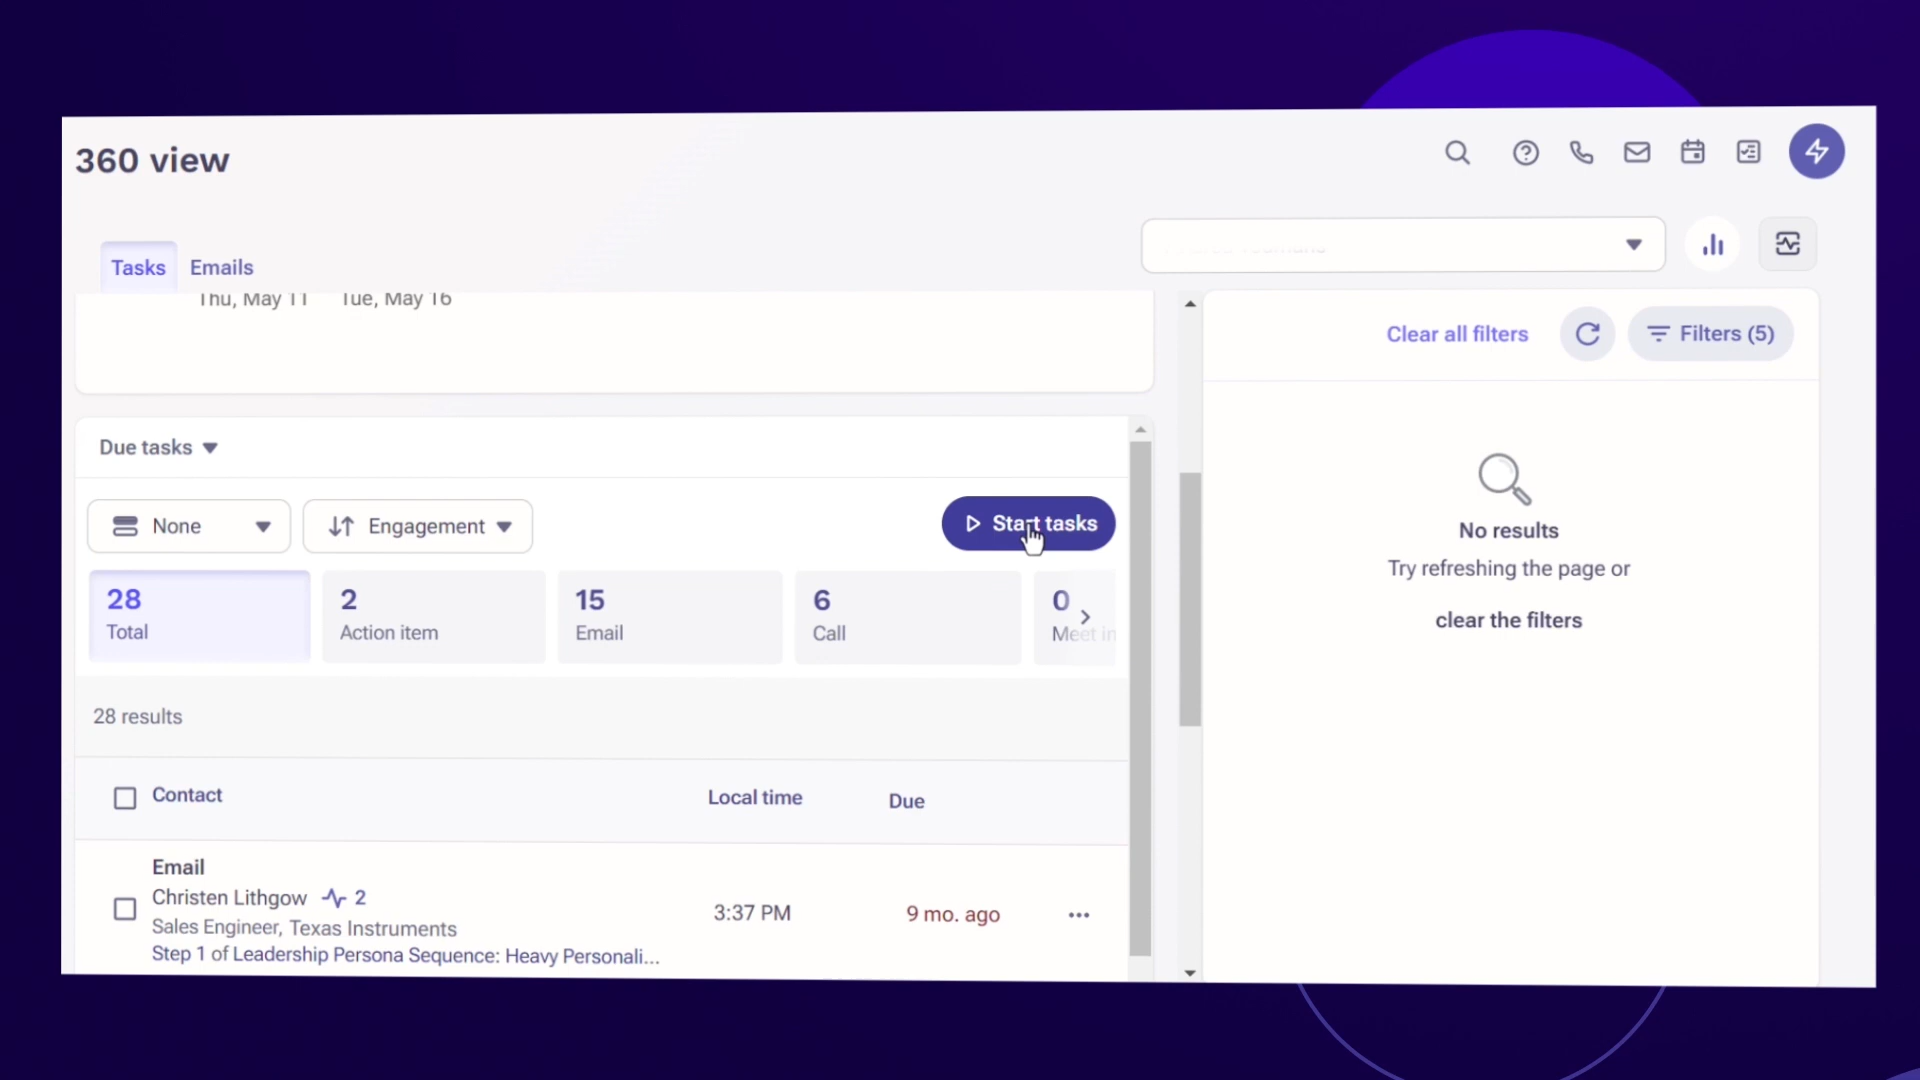 360 view
Tasks
Emails
Thu, May 11
Tue, May 16
Clear all filters
Filters (5)
Due tasks
None
Engagement
Start tasks
28
Total
2
Action item
15
Email
6
Call
0
Meet in
No results
Try refreshing the page or
clear the filters
28 results
Contact
Local time
Due
Email
Christen Lithgow 2
Sales Engineer, Texas Instruments
Step 1 of Leadership Persona Sequence: Heavy Personali...
3:37 PM
9 mo. ago